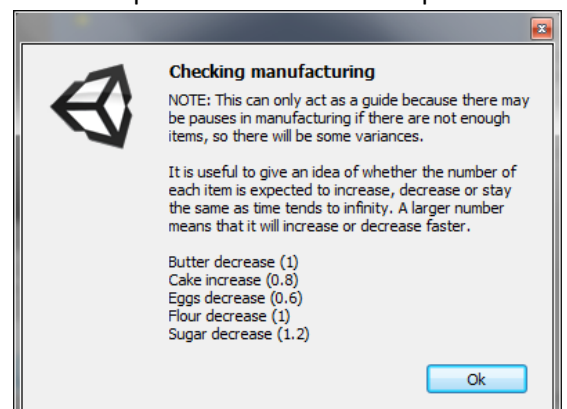 Checking manufacturing
NOTE: This can only act as a guide because there may
be pauses in manufacturing if there are not enough
items, so there will be some variances.
It is useful to give an idea of whether the number of
each item is expected to increase, decrease or stay
the same as time tends to infinity. A larger number
means that it will increase or decrease faster.
Butter decrease (1)
Cake increase (0.8)
Eggs decrease (0.6)
Flour decrease (1)
Sugar decrease (1.2)
Ok